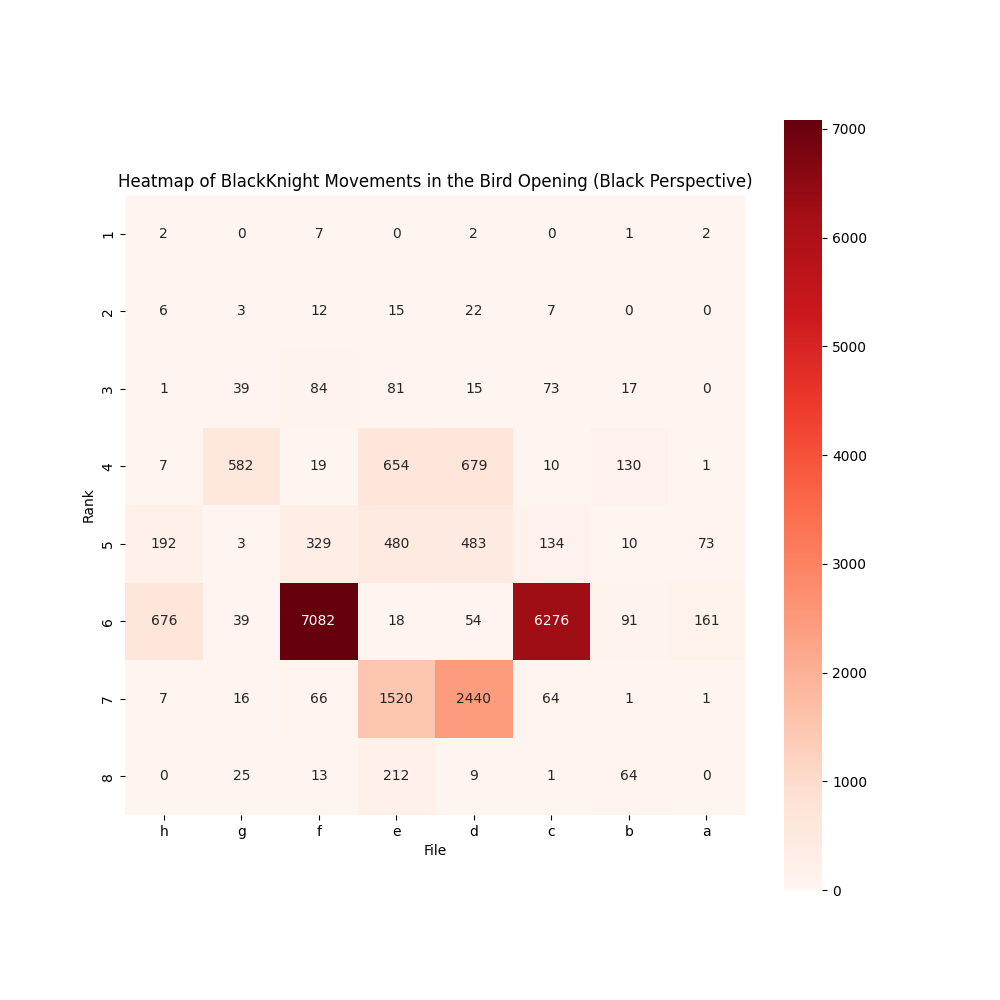 Heatmap of BlackKnight Movements in the Bird Opening (Black Perspective)
1 2 0 7 0 2 0 1 2
2 6 3 12 15 22 7 0 0
3 1 39 84 81 15 73 17 0
4 7 582 19 654 679 10 130 1
5 192 3 329 480 483 134 10 73
6 676 39 7082 18 54 6276 91 161
7 7 16 66 1520 2440 64 1 1
8 0 25 13 212 9 1 64 0
h g f e d c b a
File
Rank
7000
6000
5000
4000
3000
2000
1000
0